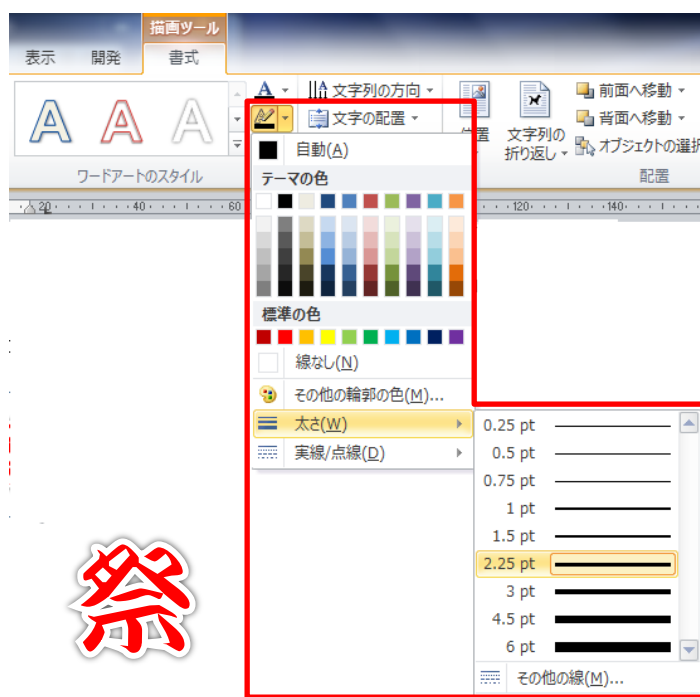 描画ツール
表示 開発 書式
A 文字列の方向 前面へ移動
A A A 文字の配置 置 文字列の 背面へ移動
自動(A) 折り返し オブジェクトの選択
ワードアートのスタイル テーマの色 配置
20 40 60 120 140
標準の色
線なし(N)
その他の輪郭の色(M)...
太さ(W) 0.25 pt
実線/点線(D) 0.5 pt
0.75 pt
1 pt
1.5 pt
2.25 pt
3 pt
4.5 pt
6 pt
その他の線(M)...
祭